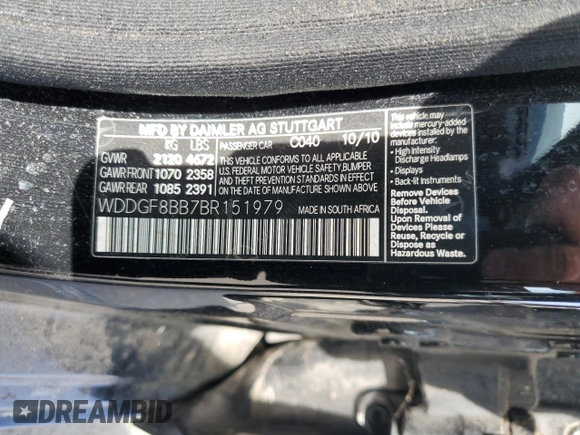 MFD BY DAIMLER AG STUTTGART
KG LBS PASSENGER CAR C040 10/10
GVWR 2120 4672
GAWR FRONT 1070 2358
GAWR REAR 1085 2391
THIS VEHICLE CONFORMS TO ALL APPLICABLE
U.S. FEDERAL MOTOR VEHICLE SAFETY, BUMPER
AND THEFT PREVENTION STANDARDS IN EFFECT
ON THE DATE OF MANUFACTURE SHOWN ABOVE
WDDGF8BB7BR151979 MADE IN SOUTH AFRICA
This vehicle may
include mercury-added
devices installed by the
manufacturer:
• High Intensity
Discharge Headlamps
• Displays
• Back-lit Instruments
Remove Devices
Before Vehicle
Disposal. Upon
Removal of Devices
Please Reuse,
Recycle or Dispose
as Hazardous Waste.
DREAMBID